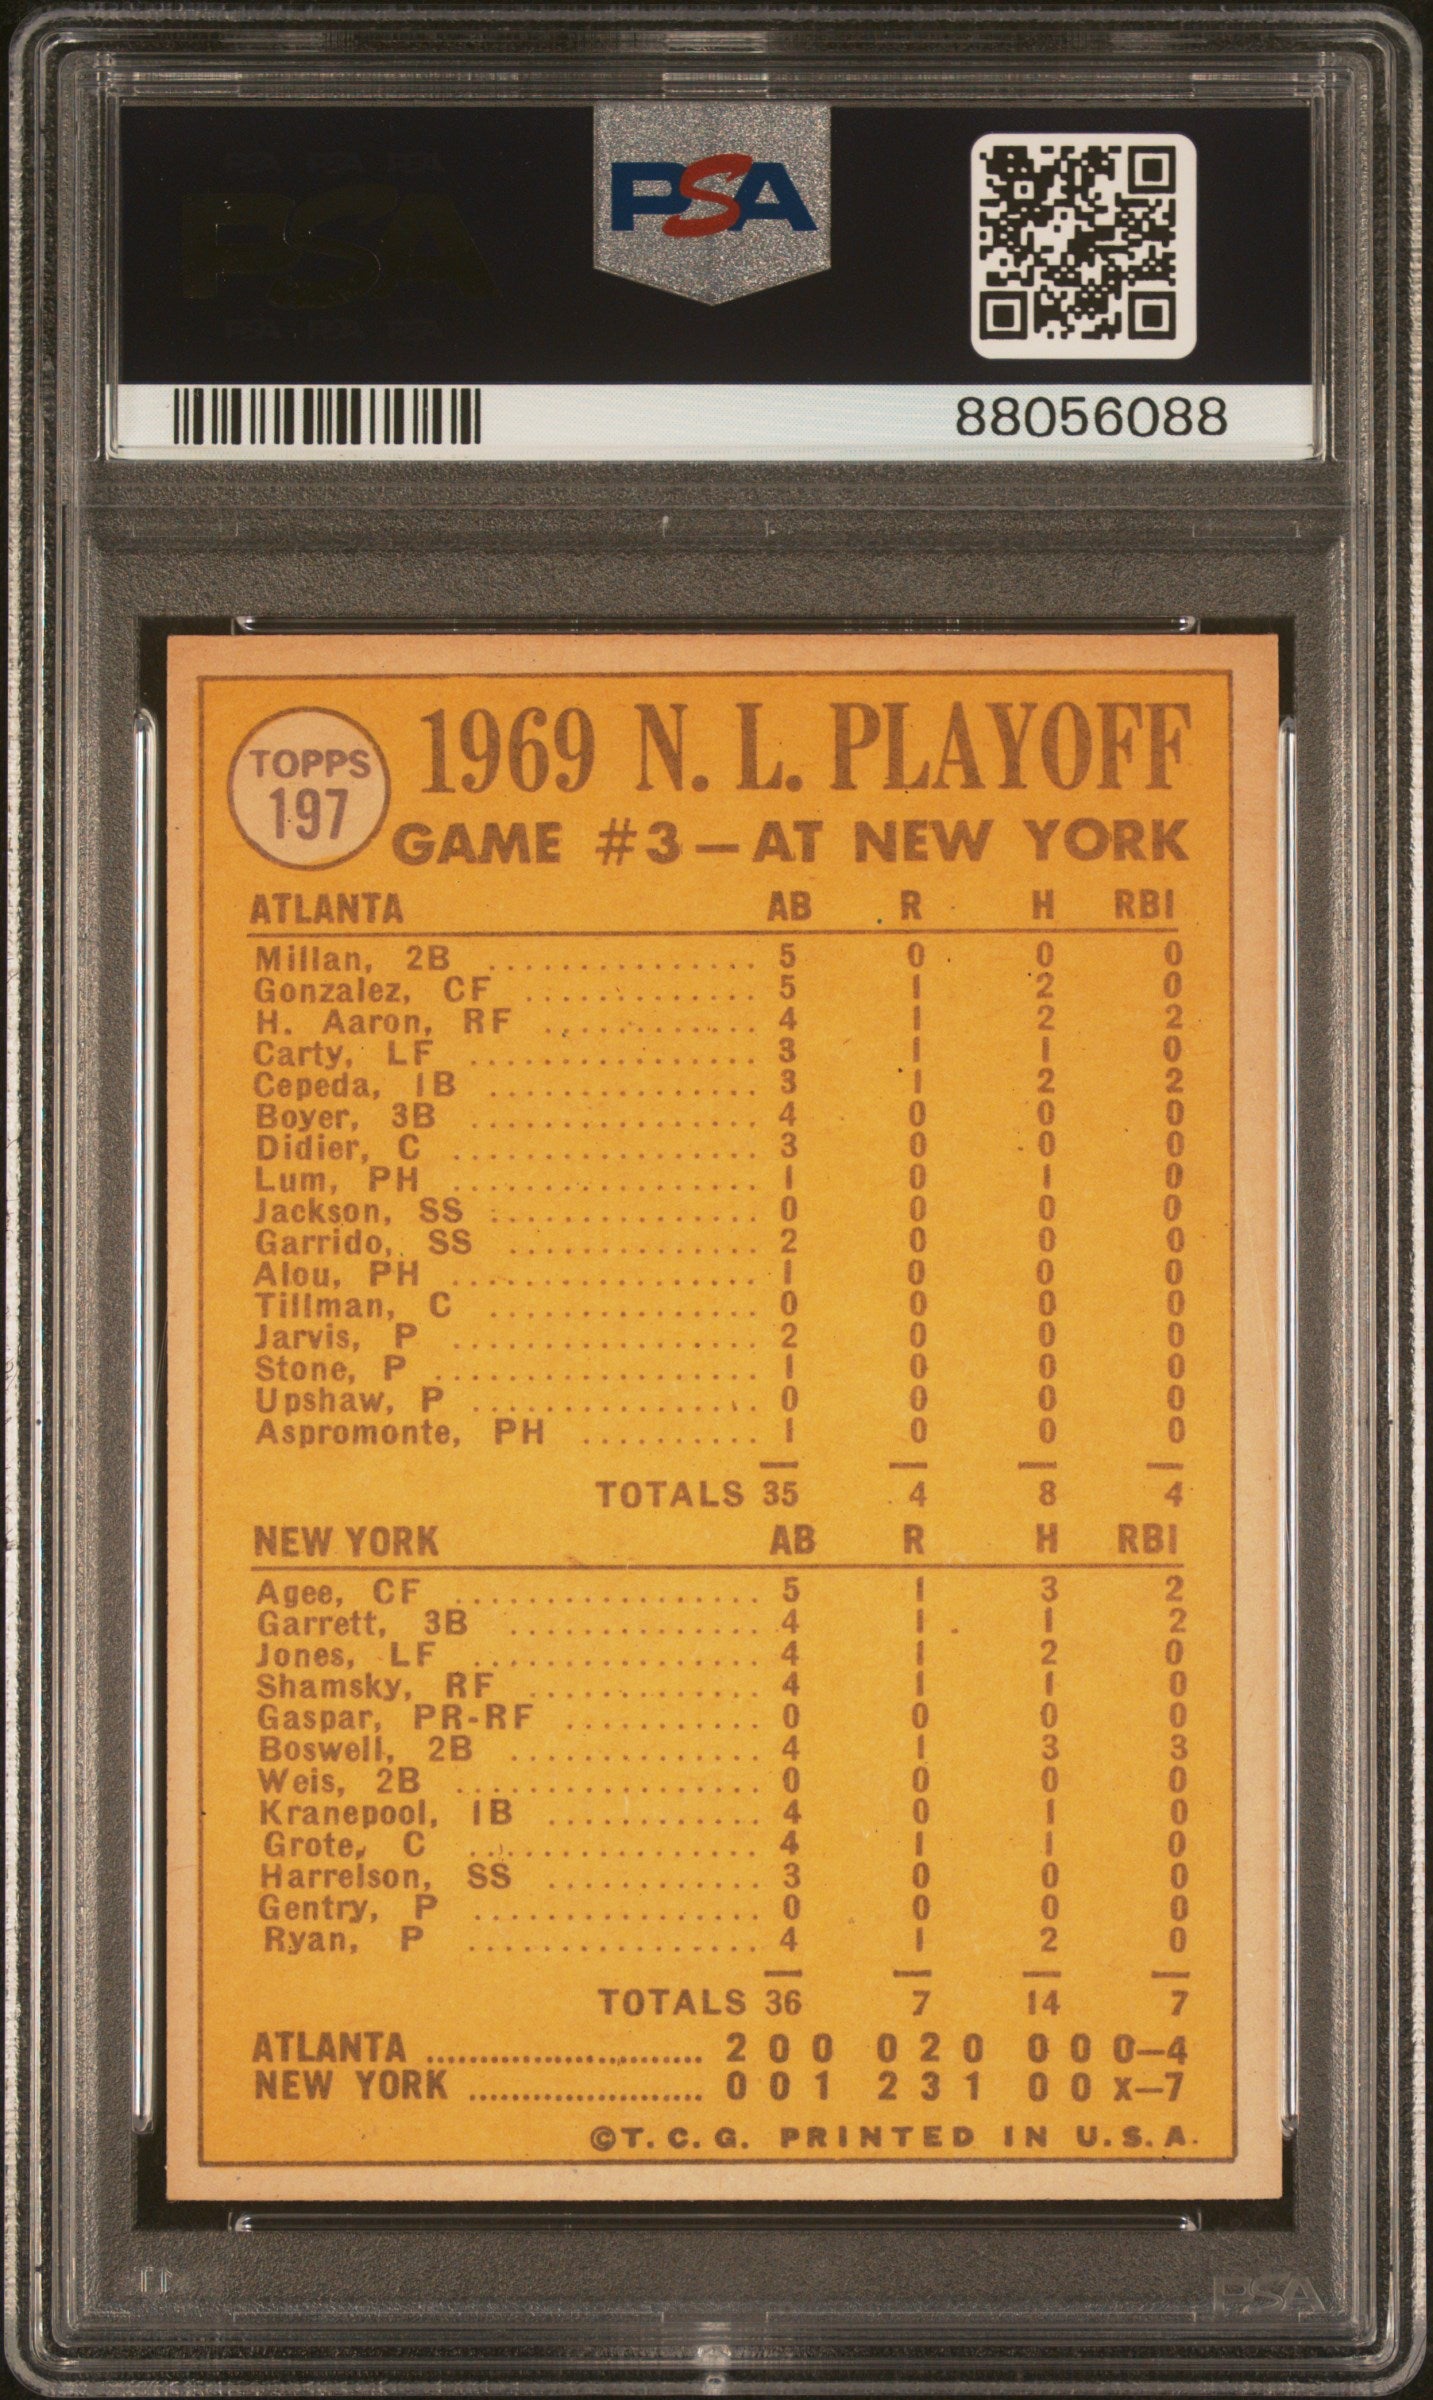 PSA PSA PSA
PSA
PSA PSA PSA
PSA
88056088
TOPPS
197
1969 N. L. PLAYOFF
GAME #3 — AT NEW YORK
ATLANTA AB R H RBI
Millan, 2B ................ 5 0 0 0
Gonzalez, CF ............. 5 1 2 0
H. Aaron, RF ............ 4 1 2 2
Carty, LF ................ 3 1 1 0
Cepeda, 1B ............... 3 1 2 2
Boyer, 3B ................ 4 0 0 0
Didier, C ................. 3 0 0 0
Lum, PH ................. 1 0 1 0
Jackson, SS ............... 0 0 0 0
Garrido, SS .............. 2 0 0 0
Alou, PH ................. 1 0 0 0
Tillman, C ............... 0 0 0 0
Jarvis, P ................. 2 0 0 0
Stone, P .................. 1 0 0 0
Upshaw, P ................ 0 0 0 0
Aspromonte, PH .......... 1 0 0 0
TOTALS 35 4 8 4
NEW YORK AB R H RBI
Agee, CF ................. 5 1 3 2
Garrett, 3B .............. 4 1 1 2
Jones, LF ................ 4 1 2 0
Shamsky, RF ............. 4 1 1 0
Gaspar, PR-RF ........... 0 0 0 0
Boswell, 2B .............. 4 1 3 3
Weis, 2B ................. 0 0 0 0
Kranepool, 1B ............ 4 0 1 0
Grote, C ................ 4 1 1 0
Harrelson, SS ............ 3 0 0 0
Gentry, P ................ 0 0 0 0
Ryan, P ................ 4 1 2 0
TOTALS 36 7 14 7
ATLANTA .......................... 2 0 0 0 2 0 0 0 0—4
NEW YORK ...................... 0 0 1 2 3 1 0 0 x—7
©T. C. G. PRINTED IN U. S. A.
PSA